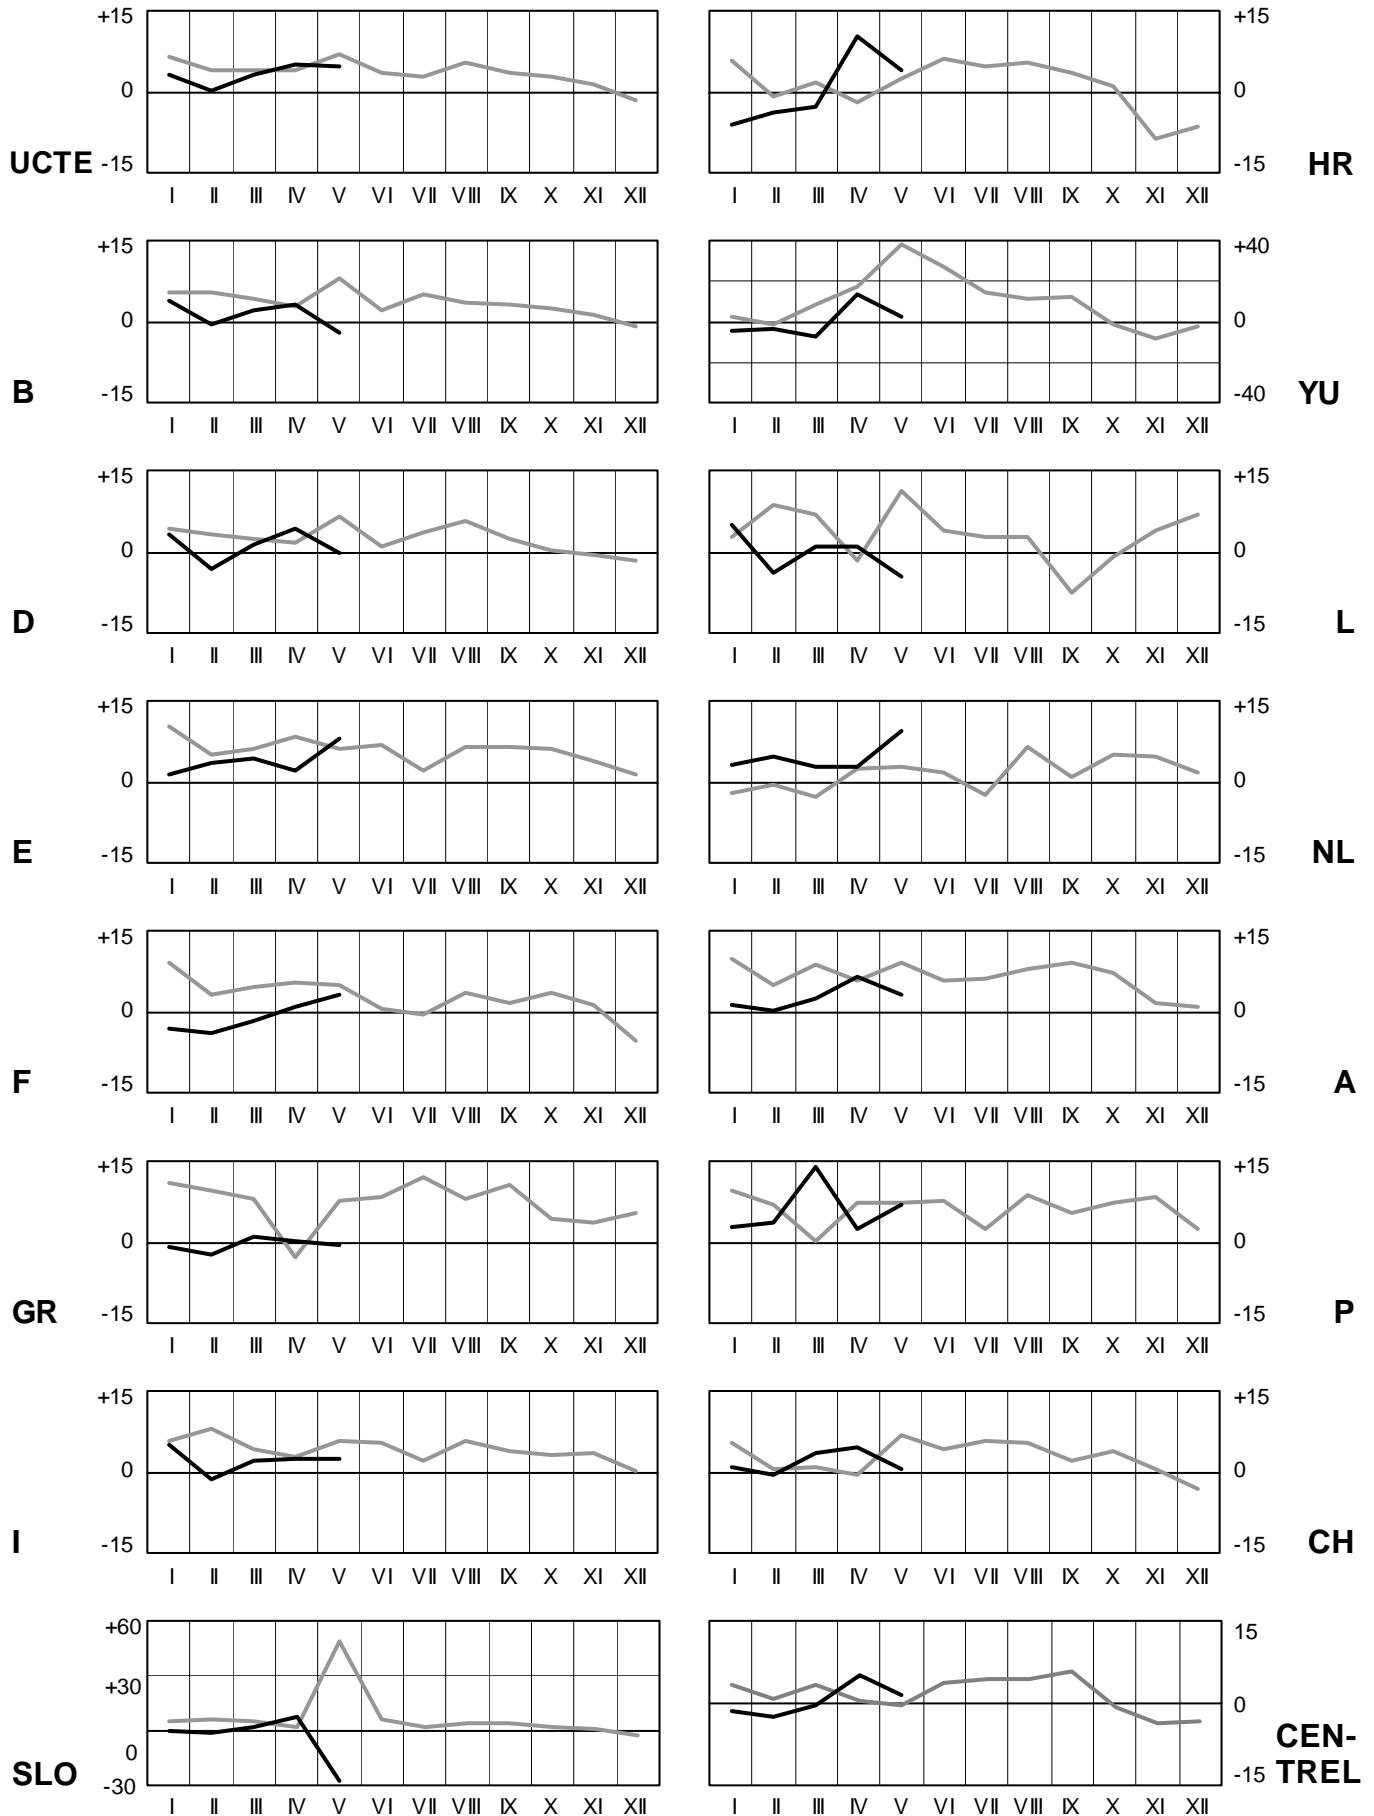 +15 +15
0 0
UCTE -15 -15 HR
I II III IV V VI VII VIII IX X XI XII I II III IV V VI VII VIII IX X XI XII
+15 +40
0 0
B -15 -40 YU
I II III IV V VI VII VIII IX X XI XII I II III IV V VI VII VIII IX X XI XII
+15 +15
0 0
D -15 -15 L
I II III IV V VI VII VIII IX X XI XII I II III IV V VI VII VIII IX X XI XII
+15 +15
0 0
E -15 -15 NL
I II III IV V VI VII VIII IX X XI XII I II III IV V VI VII VIII IX X XI XII
+15 +15
0 0
F -15 -15 A
I II III IV V VI VII VIII IX X XI XII I II III IV V VI VII VIII IX X XI XII
+15 +15
0 0
GR -15 -15 P
I II III IV V VI VII VIII IX X XI XII I II III IV V VI VII VIII IX X XI XII
+15 +15
0 0
I -15 -15 CH
I II III IV V VI VII VIII IX X XI XII I II III IV V VI VII VIII IX X XI XII
+60 15
+30 0
0 CEN-
SLO -30 -15 TREL
I II III IV V VI VII VIII IX X XI XII I II III IV V VI VII VIII IX X XI XII